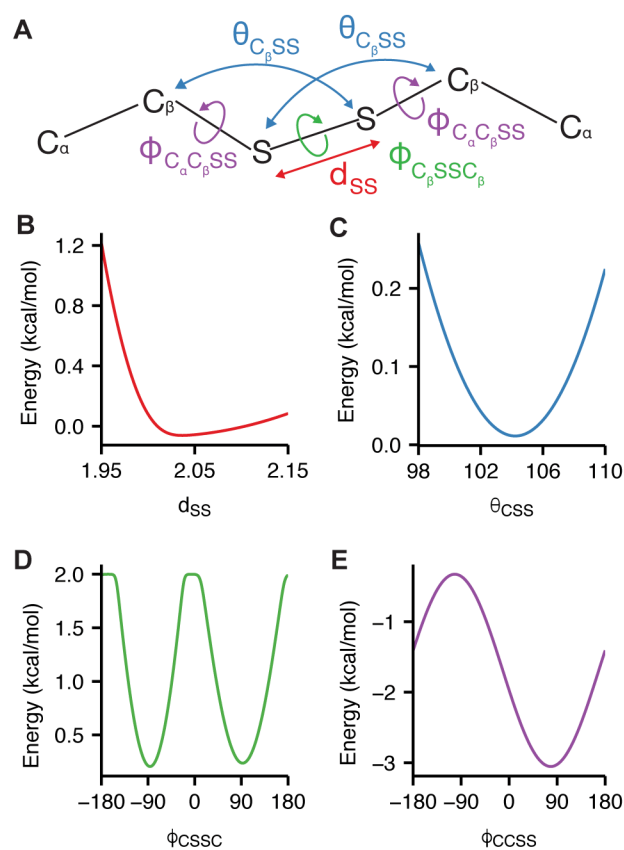 A
θCβSS θCβSS
Cβ Cβ
Cα S S Cα
ϕCαCβSS ϕCαCβSS
dSS ϕCβSSCβ
B
Energy (kcal/mol)
1.2
0.8
0.4
0.0
1.95 2.05 2.15
dSS
C
Energy (kcal/mol)
0.2
0.1
0.0
98 102 106 110
θCSS
D
Energy (kcal/mol)
2.0
1.5
1.0
0.5
−180 −90 0 90 180
ϕCSSC
E
Energy (kcal/mol)
−1
−2
−3
−180 −90 0 90 180
ϕCCSS